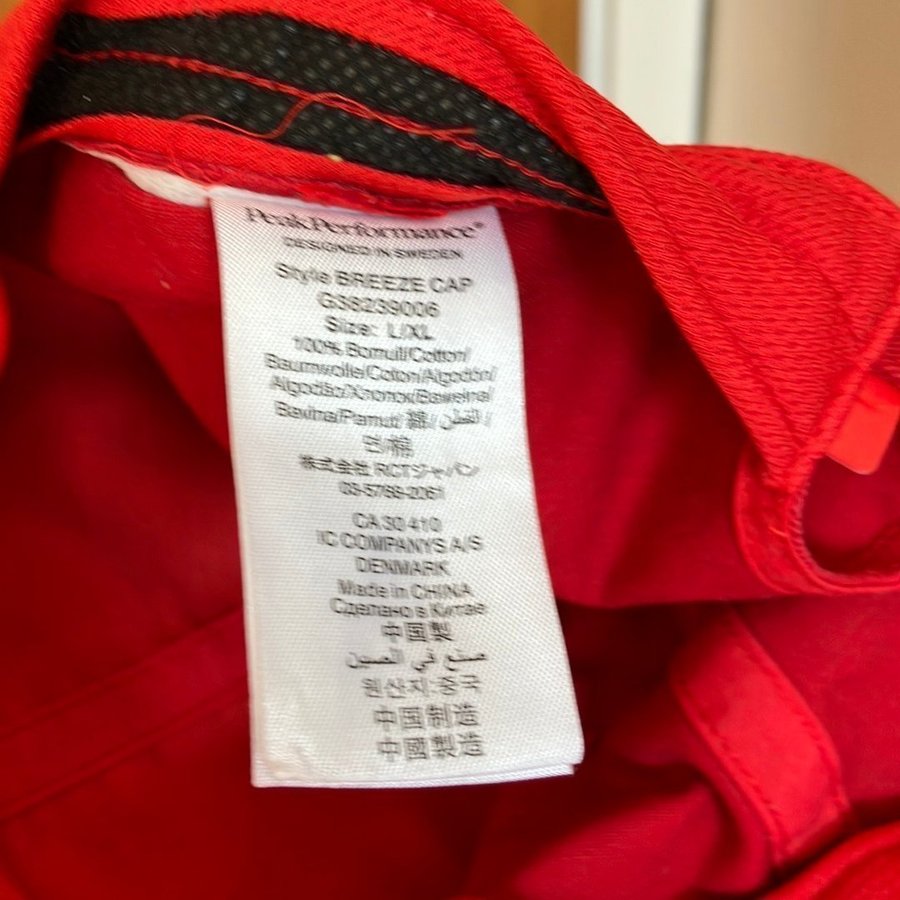 PeakPerformance®
DESIGNED IN SWEDEN
Style BREEZE CAP
G38239006
Size: L/XL
100% Bomull/Cotton/
Baumwolle/Coton/Algodón/
Algodão/Хлопок/Bawełna/
Bavlna/Pamut/ 綿/ القطن /
면/棉
株式会社 RCTジャパン
03-5768-2061
CA 30 410
IC COMPANYS A/S
DENMARK
Made in CHINA
Сделано в Китае
中国製
صنع في الصين
원산지:중국
中国制造
中國製造